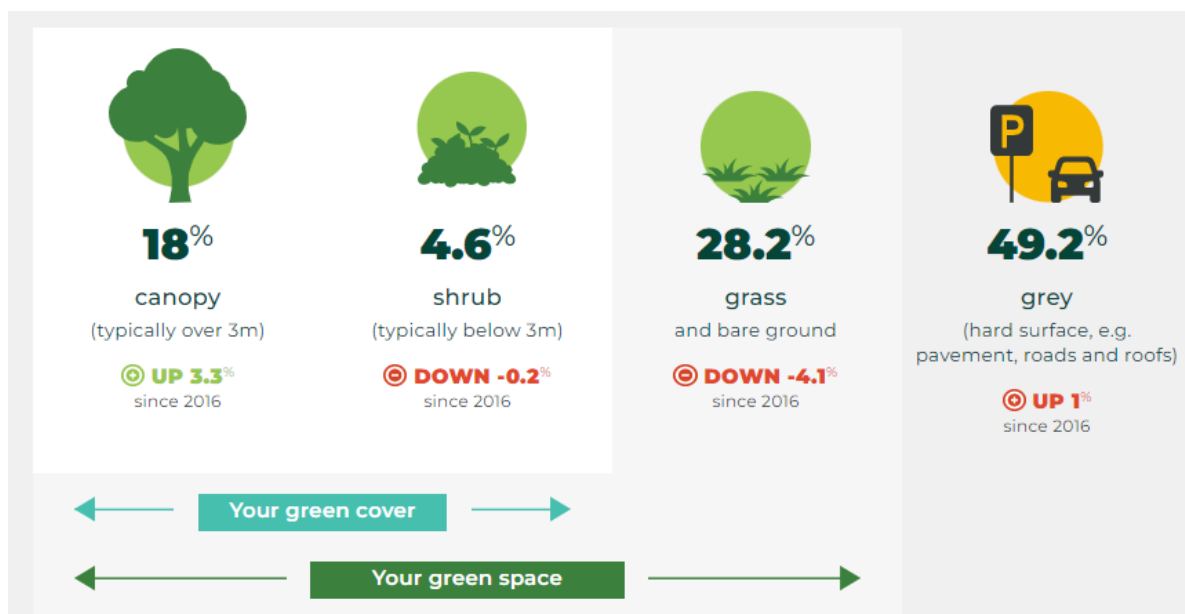 18%
canopy
(typically over 3m)
UP 3.3%
since 2016
4.6%
shrub
(typically below 3m)
DOWN -0.2%
since 2016
28.2%
grass
and bare ground
DOWN -4.1%
since 2016
P
49.2%
grey
(hard surface, e.g.
pavement, roads and roofs)
UP 1%
since 2016
Your green cover
Your green space